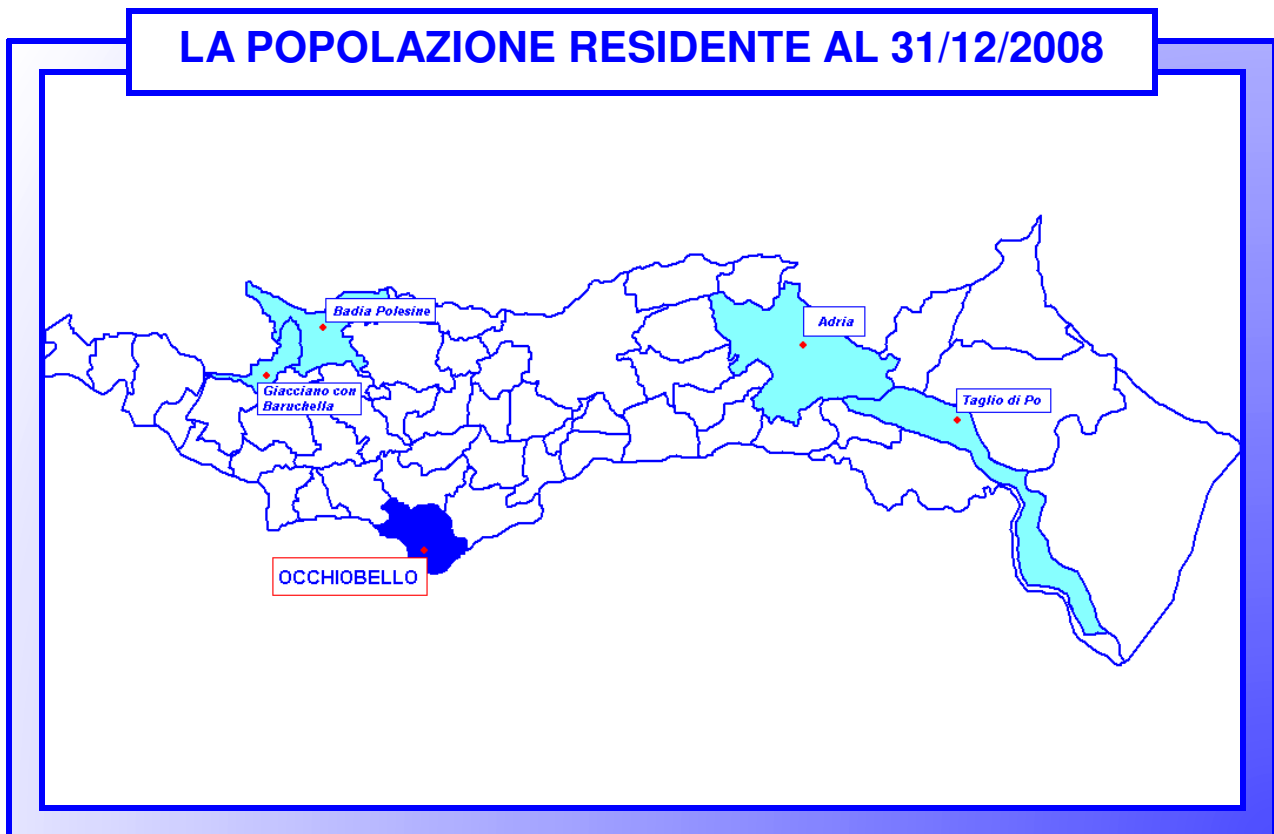 LA POPOLAZIONE RESIDENTE AL 31/12/2008
Badia Polesine
Adria
Giacciano con
Baruchella
Taglio di Po
OCCHIOBELLO